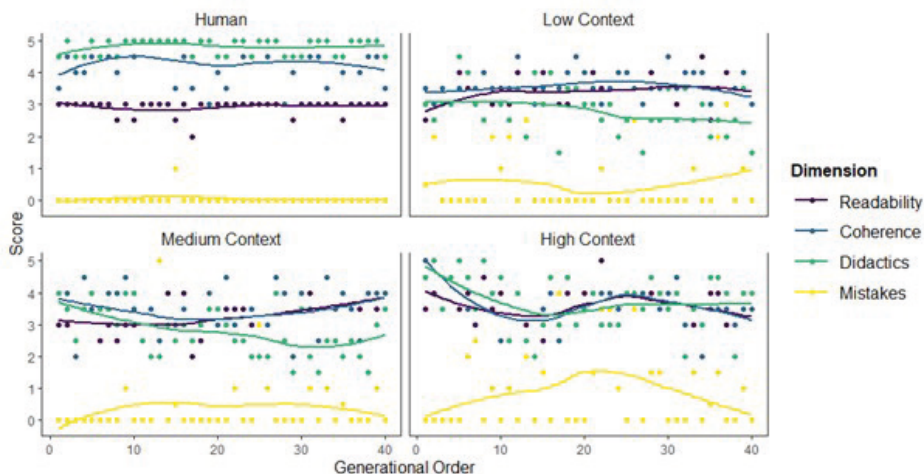 Human
Low Context
5
4
3
2
1
0
Medium Context
High Context
5
4
3
2
1
0
0
10
20
30
40
0
10
20
30
40
Score
Generational Order
Dimension
Readability
Coherence
Didactics
Mistakes